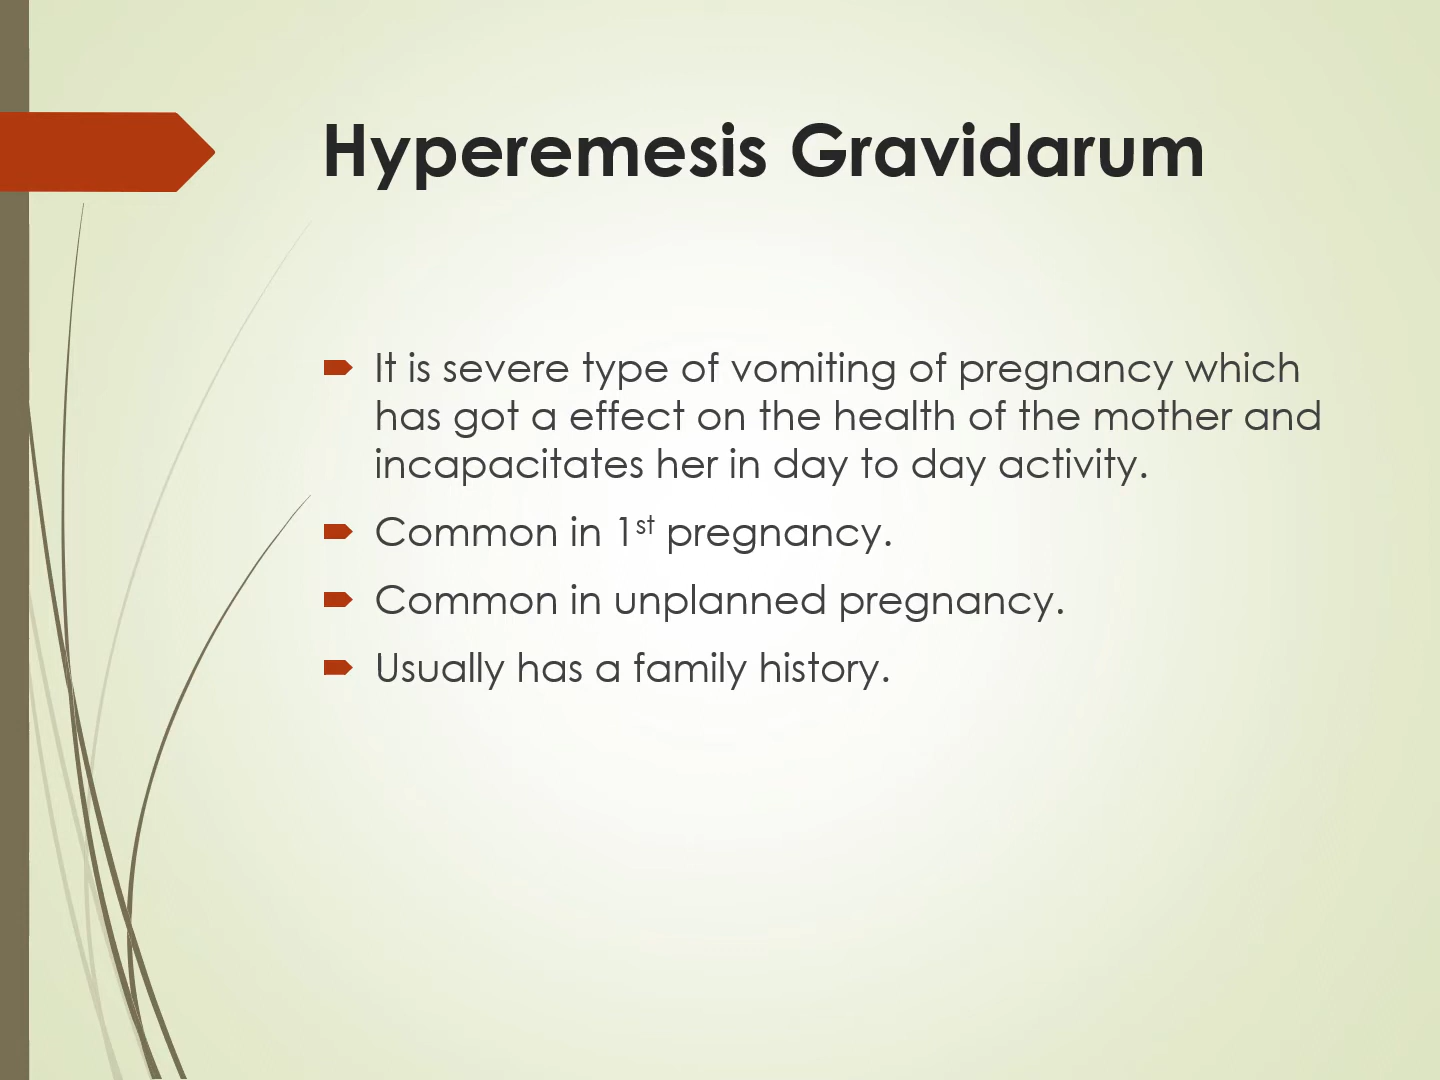 Hyperemesis Gravidarum
It is severe type of vomiting of pregnancy which
has got a effect on the health of the mother and
incapacitates her in day to day activity.
Common in 1st pregnancy.
Common in unplanned pregnancy.
Usually has a family history.